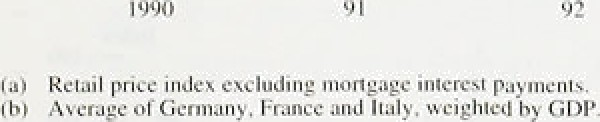 1990 91 92
(a) Retail price index excluding mortgage interest payments.
(b) Average of Germany, France and Italy, weighted by GDP.